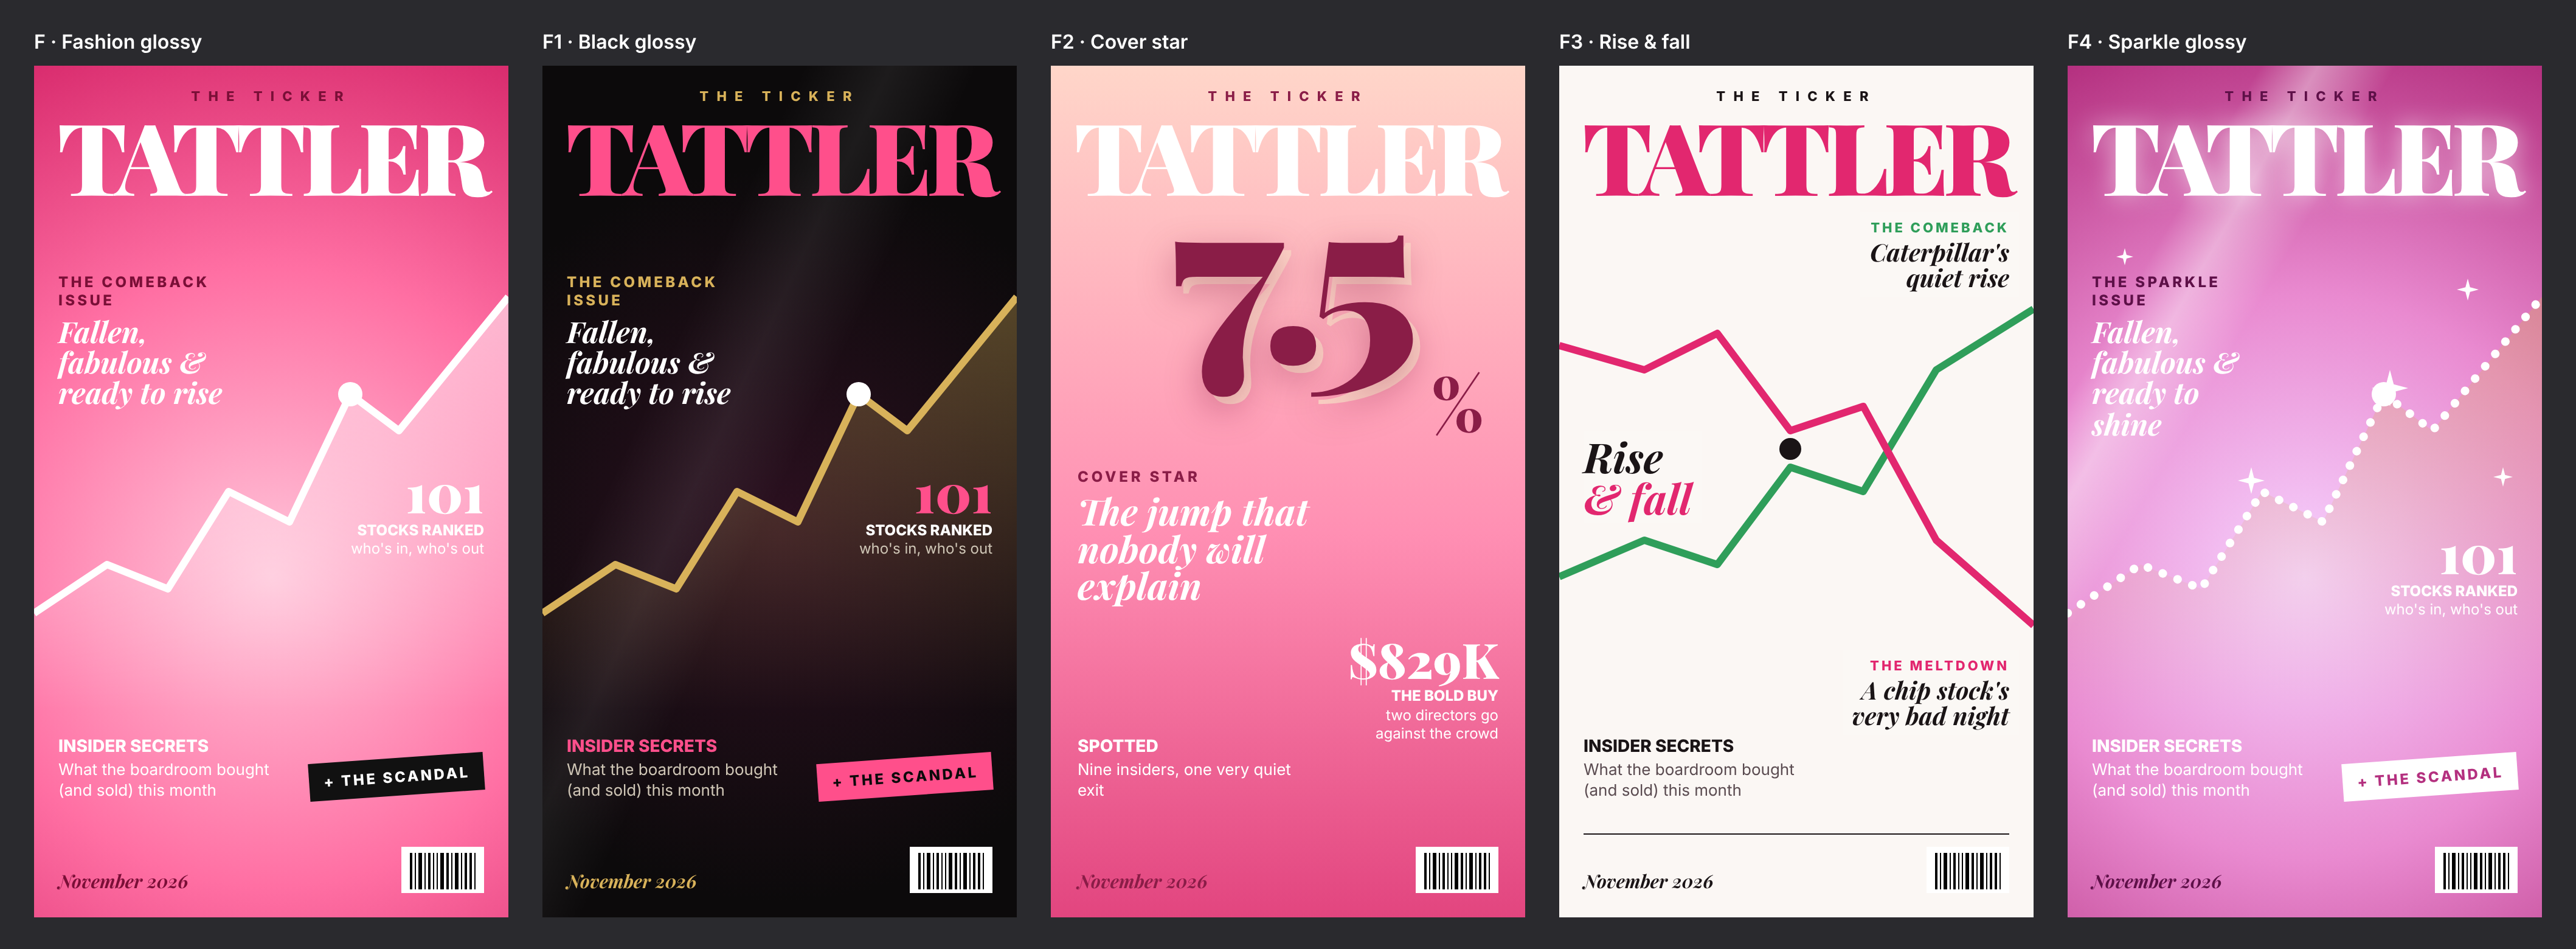 F · Fashion glossy
THE TICKER
TATTLER
THE COMEBACK
ISSUE
Fallen,
fabulous &
ready to rise
101
STOCKS RANKED
who's in, who's out
INSIDER SECRETS
What the boardroom bought
(and sold) this month
+ THE SCANDAL
November 2026
F1 · Black glossy
THE TICKER
TATTLER
THE COMEBACK
ISSUE
Fallen,
fabulous &
ready to rise
101
STOCKS RANKED
who's in, who's out
INSIDER SECRETS
What the boardroom bought
(and sold) this month
+ THE SCANDAL
November 2026
F2 · Cover star
THE TICKER
TATTLER
7.5
%
COVER STAR
The jump that
nobody will
explain
$829K
THE BOLD BUY
two directors go
against the crowd
SPOTTED
Nine insiders, one very quiet
exit
November 2026
F3 · Rise & fall
THE TICKER
TATTLER
THE COMEBACK
Caterpillar's
quiet rise
Rise
& fall
THE MELTDOWN
A chip stock's
very bad night
INSIDER SECRETS
What the boardroom bought
(and sold) this month
November 2026
F4 · Sparkle glossy
THE TICKER
TATTLER
THE SPARKLE
ISSUE
Fallen,
fabulous &
ready to
shine
101
STOCKS RANKED
who's in, who's out
INSIDER SECRETS
What the boardroom bought
(and sold) this month
+ THE SCANDAL
November 2026